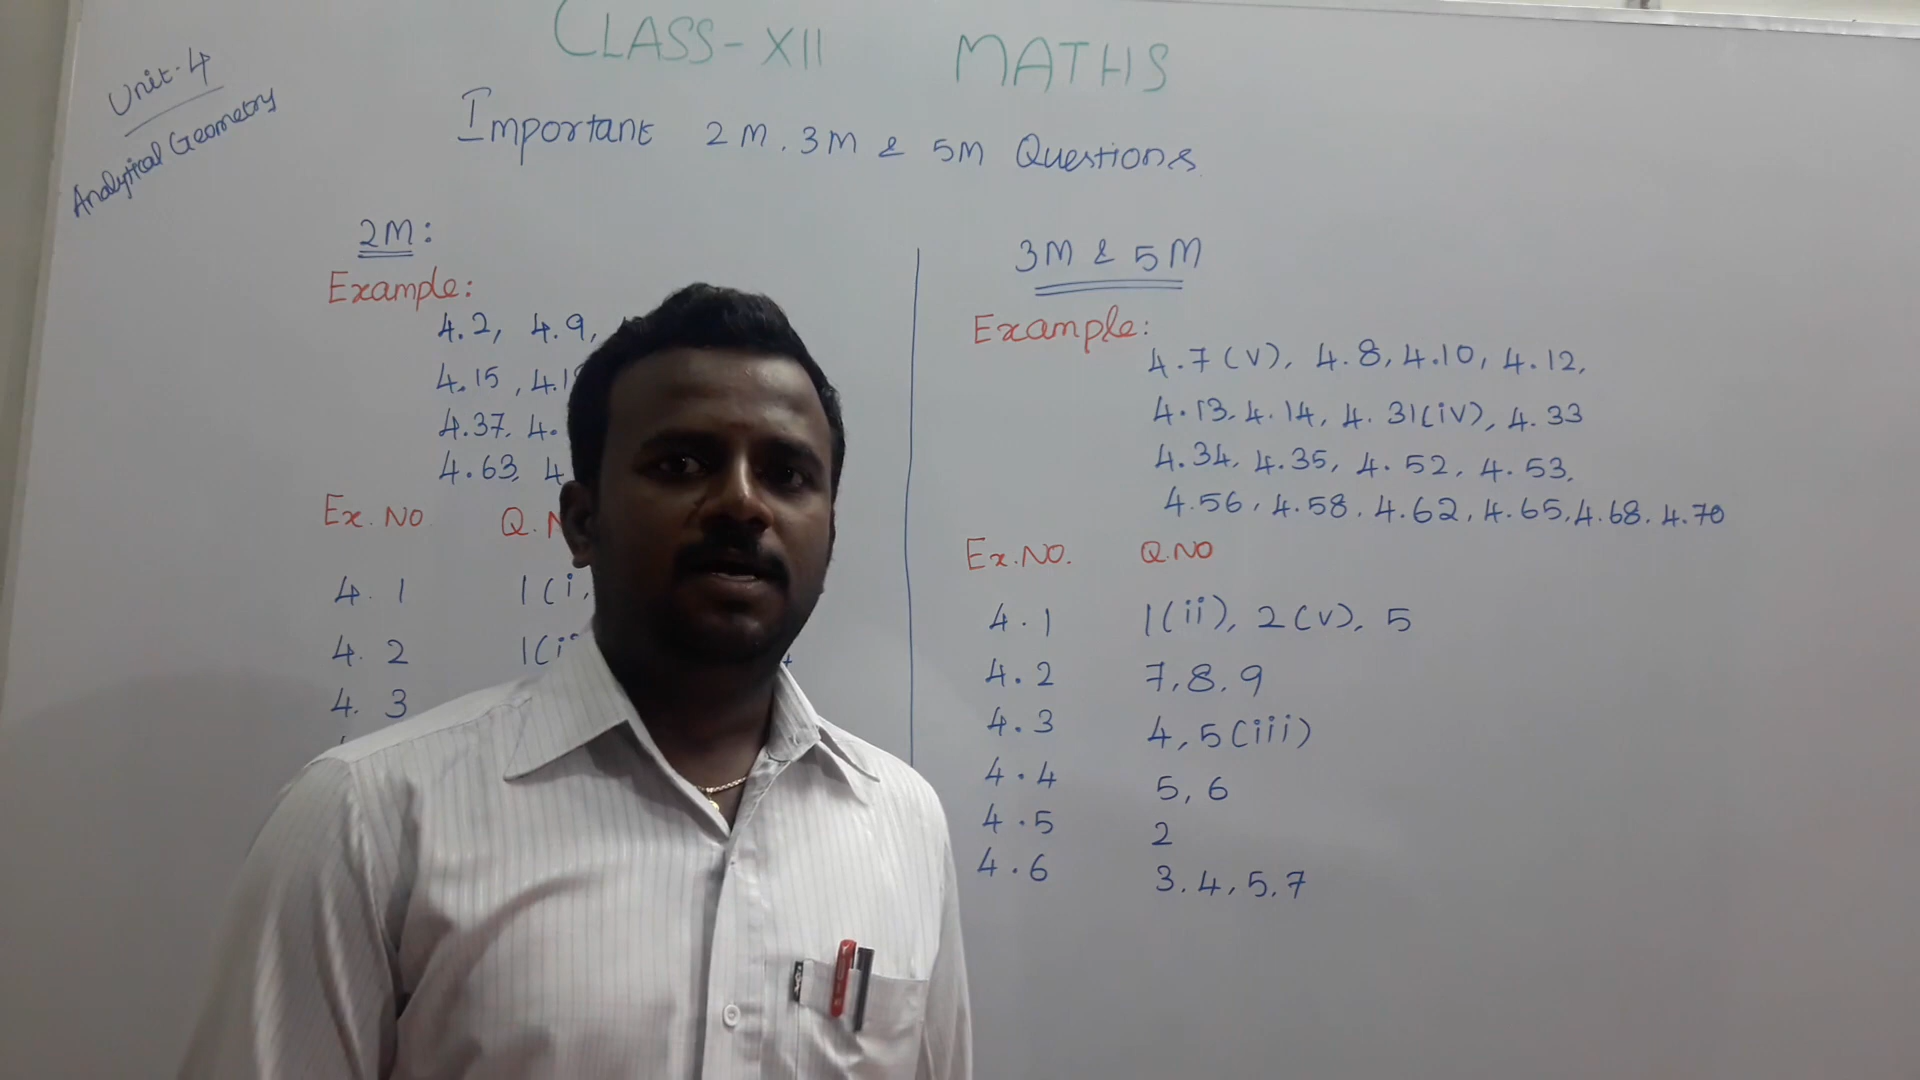 Unit-4
Analytical Geometry
CLASS-XII MATHS
Important 2M, 3M & 5M Questions
2M:
Example:
4.2, 4.9,
4.15, 4.1
4.37, 4.
4.63, 4
Ex.NO Q.N
4.1 1(i,
4.2 1(i
4.3
3M & 5M
Example:
4.7(v), 4.8, 4.10, 4.12,
4.13, 4.14, 4.31(iv), 4.33
4.34, 4.35, 4.52, 4.53,
4.56, 4.58, 4.62, 4.65, 4.68, 4.70
Ex.NO. Q.NO
4.1 1(ii), 2(v), 5
4.2 7, 8, 9
4.3 4, 5(iii)
4.4 5, 6
4.5 2
4.6 3, 4, 5, 7